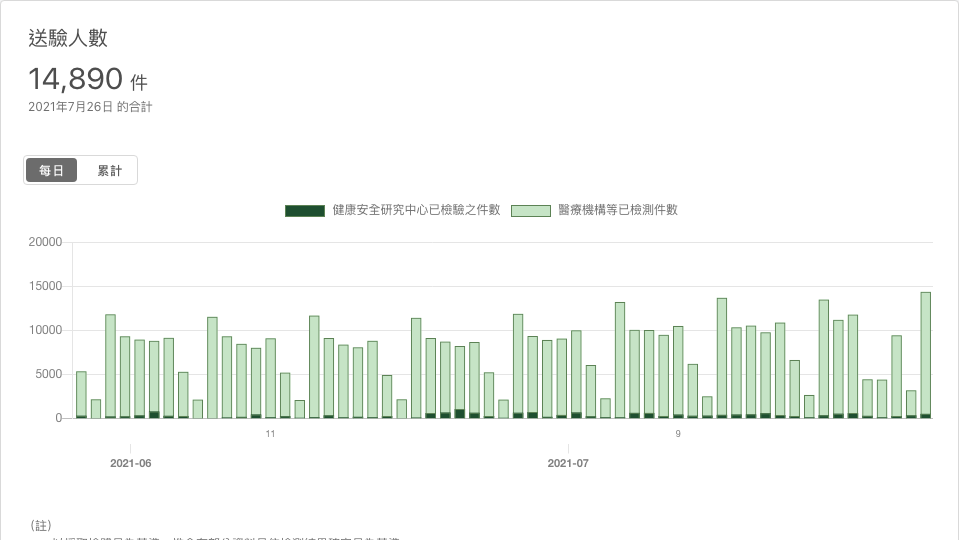 送驗人數
14,890 件
2021年7月26日 的合計
每日 累計
健康安全研究中心已檢驗之件數 醫療機構等已檢測件數
20000
15000
10000
5000
0
11 9
2021-06 2021-07
(註)